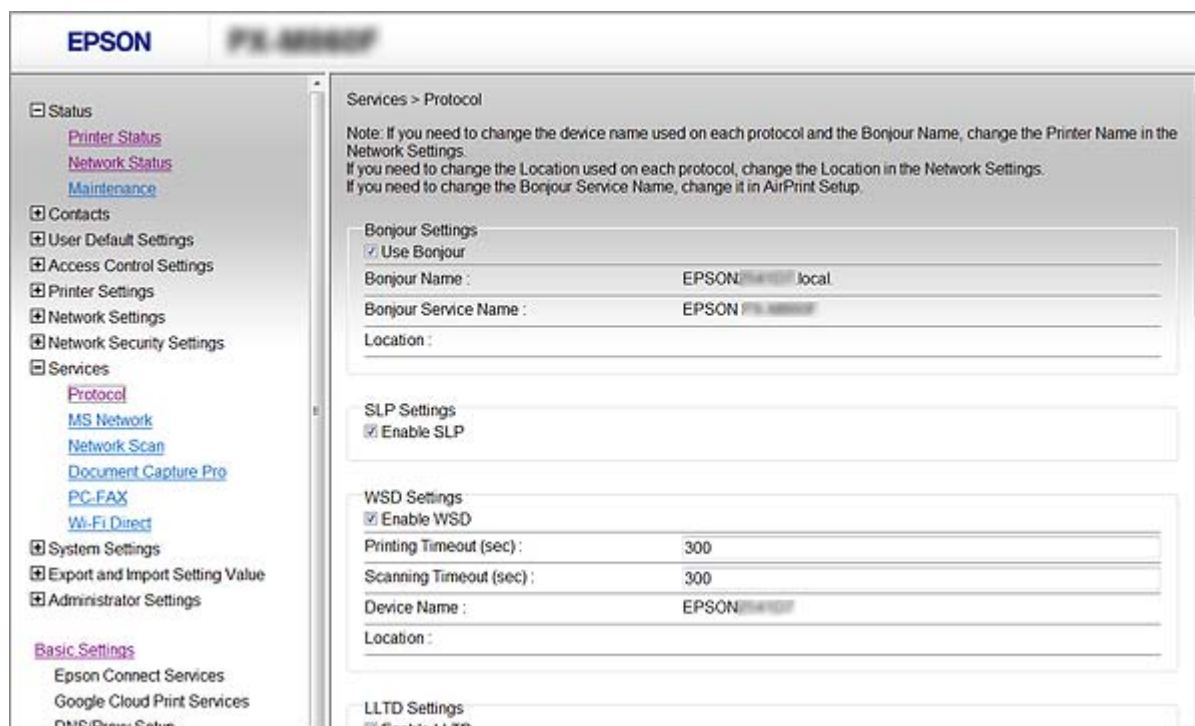 EPSON
Status
Printer Status
Network Status
Maintenance
Contacts
User Default Settings
Access Control Settings
Printer Settings
Network Settings
Network Security Settings
Services
Protocol
MS Network
Network Scan
Document Capture Pro
PC-FAX
Wi-Fi Direct
System Settings
Export and Import Setting Value
Administrator Settings
Basic Settings
Epson Connect Services
Google Cloud Print Services
DNS/Proxy Setup
Services > Protocol
Note: If you need to change the device name used on each protocol and the Bonjour Name, change the Printer Name in the
Network Settings.
If you need to change the Location used on each protocol, change the Location in the Network Settings.
If you need to change the Bonjour Service Name, change it in AirPrint Setup.
Bonjour Settings
Use Bonjour
Bonjour Name : EPSON .local.
Bonjour Service Name : EPSON
Location :
SLP Settings
Enable SLP
WSD Settings
Enable WSD
Printing Timeout (sec) : 300
Scanning Timeout (sec) : 300
Device Name : EPSON
Location :
LLTD Settings
Enable LLTD